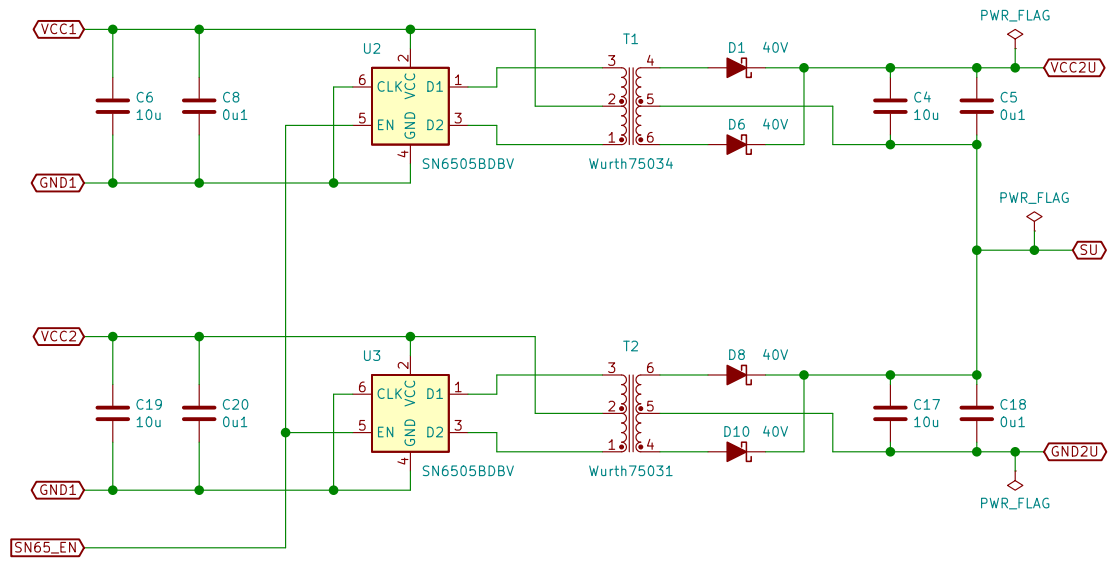 PWR_FLAG
VCC1
VCC2U
U2
2
VCC
6
CLK
D1
1
5
EN
D2
3
GND
4
SN6505BDBV
C6
10u
C8
0u1
T1
3
4
2
5
1
6
Wurth75034
D1 40V
D6 40V
C4
10u
C5
0u1
GND1
PWR_FLAG
SU
VCC2
U3
2
VCC
6
CLK
D1
1
5
EN
D2
3
GND
4
SN6505BDBV
C19
10u
C20
0u1
T2
3
6
2
5
1
4
Wurth75031
D8 40V
D10 40V
C17
10u
C18
0u1
GND2U
GND1
PWR_FLAG
SN65_EN